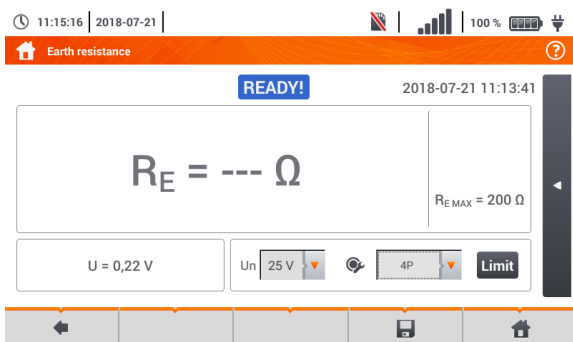 11:15:16 2018-07-21 100 %
Earth resistance ?
READY! 2018-07-21 11:13:41
RE = --- Ω
RE MAX = 200 Ω
U = 0,22 V Un 25 V 4P Limit